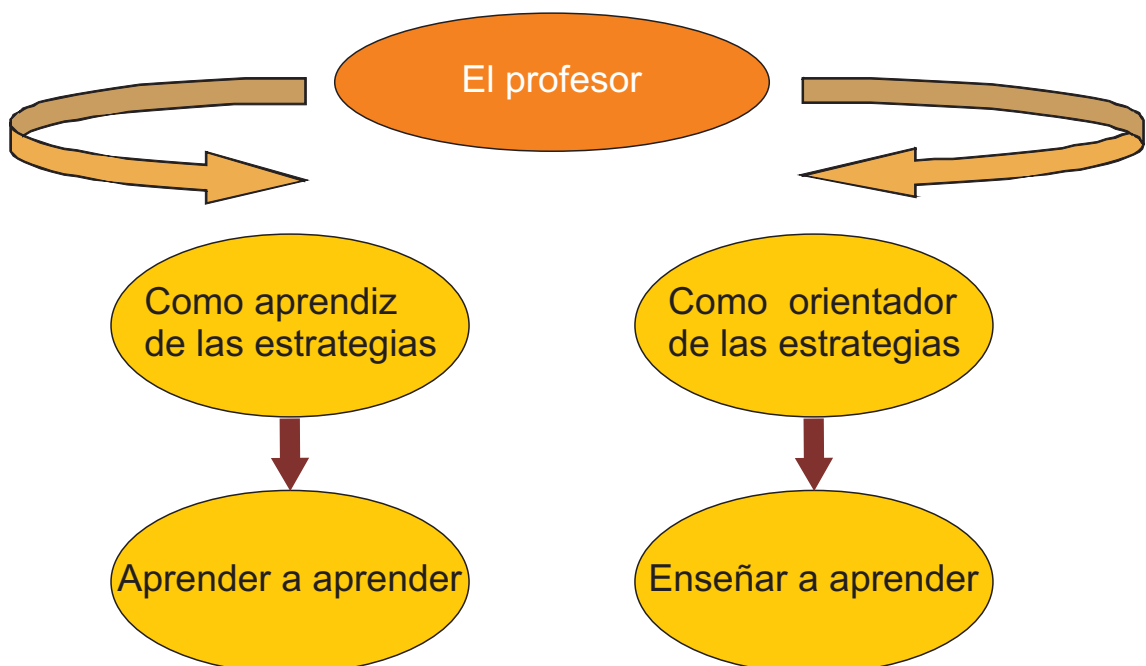 El profesor
Como aprendiz
de las estrategias
Como orientador
de las estrategias
Aprender a aprender
Enseñar a aprender